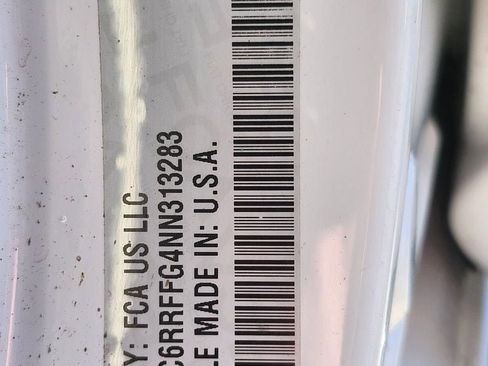 Y: FCA US LLC
C6RRFFG4NN313283
LE MADE IN: U.S.A.